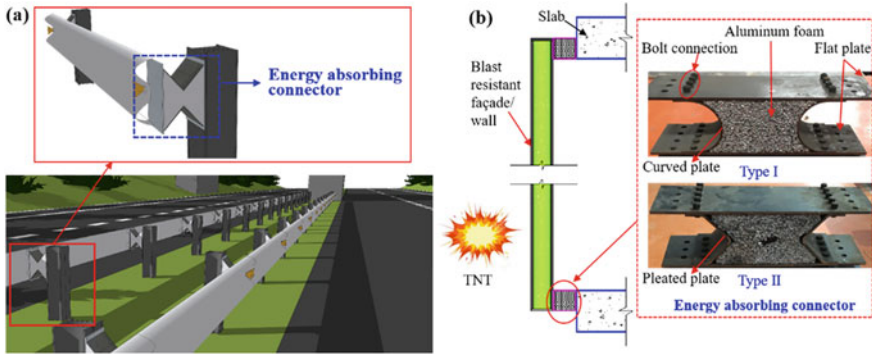 (a)
Energy absorbing
connector
(b)
Slab
Blast
resistant
façade/
wall
TNT
Aluminum foam
Bolt connection
Flat plate
Curved plate
Type I
Pleated plate
Type II
Energy absorbing connector